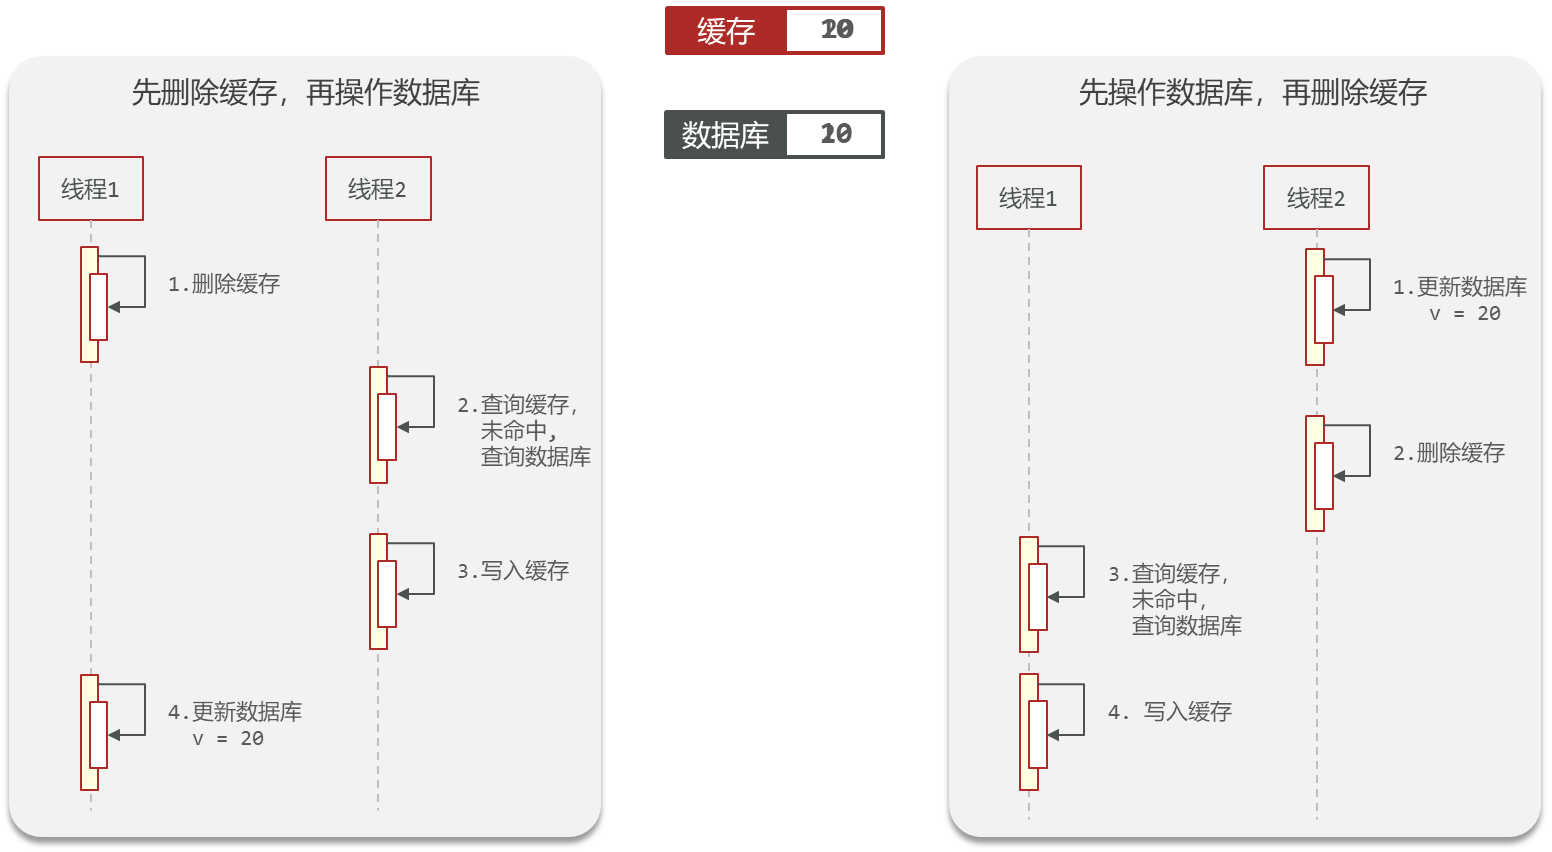 缓存
数据库
先删除缓存，再操作数据库
线程1
线程2
1.删除缓存
2.查询缓存，
未命中，
查询数据库
3.写入缓存
4.更新数据库
v = 20
先操作数据库，再删除缓存
线程1
线程2
1.更新数据库
v = 20
2.删除缓存
3.查询缓存，
未命中，
查询数据库
4. 写入缓存